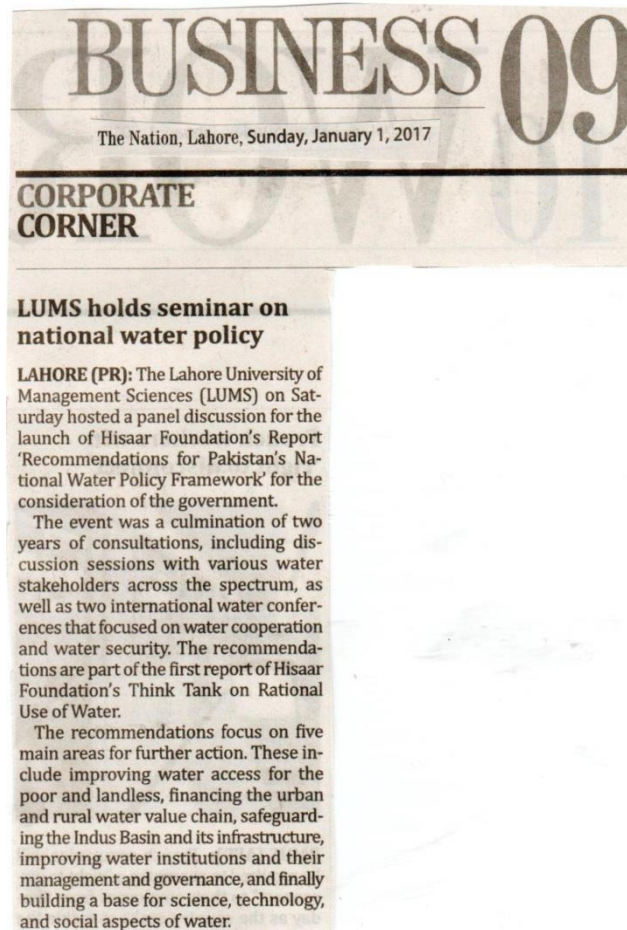 BUSINESS 09
The Nation, Lahore, Sunday, January 1, 2017
CORPORATE
CORNER
LUMS holds seminar on
national water policy
LAHORE (PR): The Lahore University of
Management Sciences (LUMS) on Sat-
urday hosted a panel discussion for the
launch of Hisaar Foundation's Report
'Recommendations for Pakistan's Na-
tional Water Policy Framework' for the
consideration of the government.
The event was a culmination of two
years of consultations, including dis-
cussion sessions with various water
stakeholders across the spectrum, as
well as two international water confer-
ences that focused on water cooperation
and water security. The recommenda-
tions are part of the first report of Hisaar
Foundation's Think Tank on Rational
Use of Water.
The recommendations focus on five
main areas for further action. These in-
clude improving water access for the
poor and landless, financing the urban
and rural water value chain, safeguard-
ing the Indus Basin and its infrastructure,
improving water institutions and their
management and governance, and finally
building a base for science, technology,
and social aspects of water.